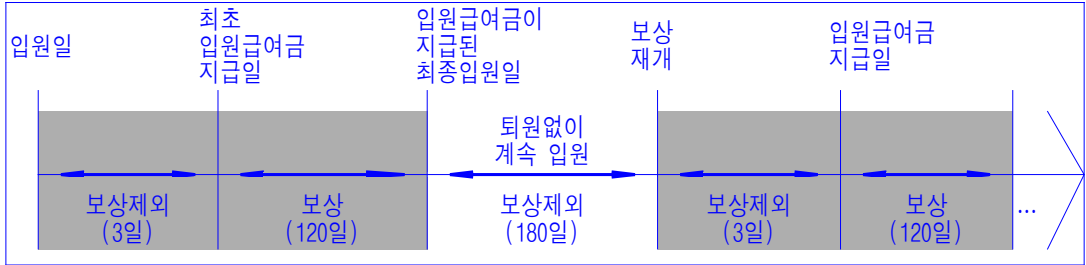 입원일
최초
입원급여금
지급일
입원급여금이
지급된
최종입원일
보상
재개
입원급여금
지급일
퇴원없이
계속 입원
보상제외
(3일)
보상
(120일)
보상제외
(180일)
보상제외
(3일)
보상
(120일)
...